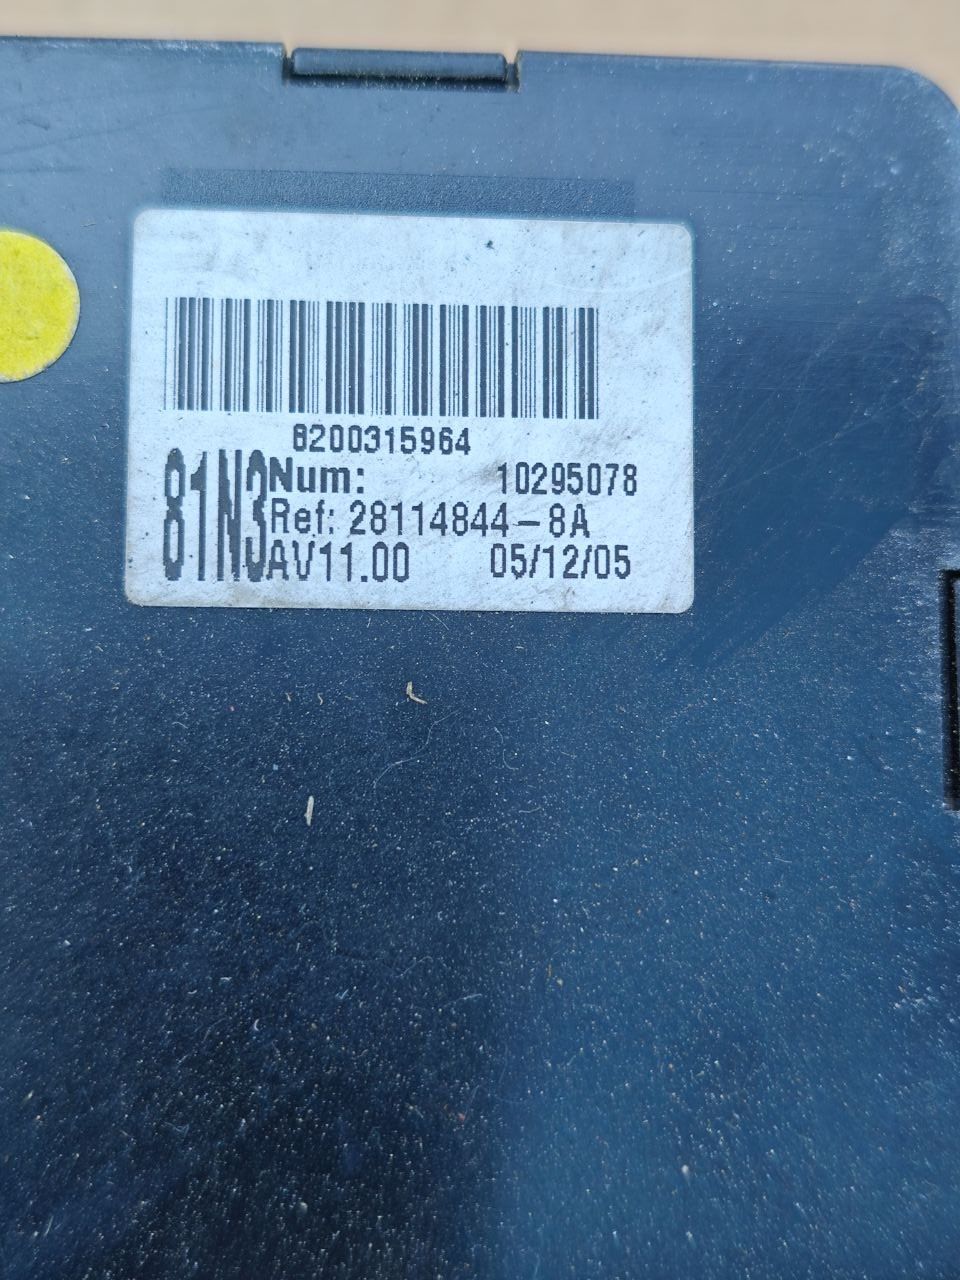 8200315964
81N3
Num: 10295078
Ref: 28114844-8A
AV11.00 05/12/05